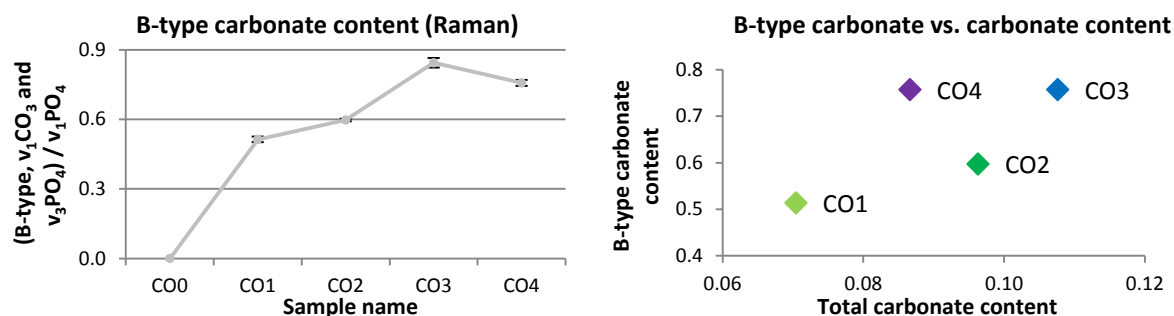 B-type carbonate content (Raman)
(B-type, v₁CO₃ and
v₃PO₄) / v₁PO₄
0.9
0.6
0.3
0.0
CO0 CO1 CO2 CO3 CO4
Sample name
B-type carbonate vs. carbonate content
B-type carbonate
content
0.8
0.7
0.6
0.5
0.4
CO4
CO3
CO2
CO1
0.06 0.08 0.10 0.12
Total carbonate content